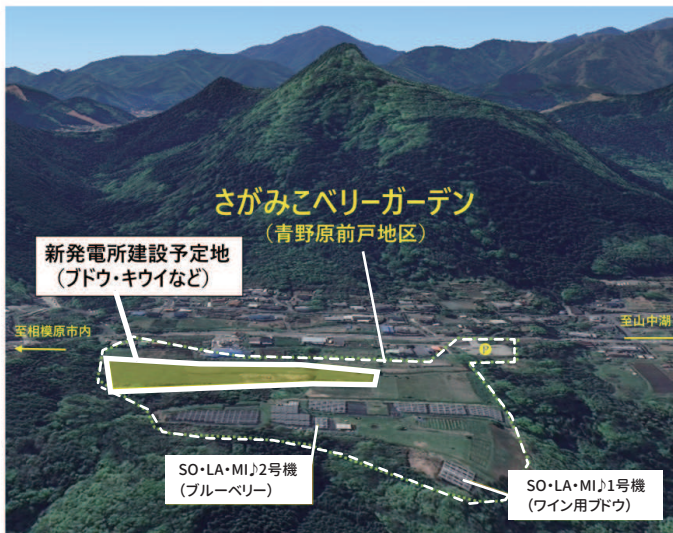 さがみこベリーガーデン
（青野原前戸地区）
新発電所建設予定地
（ブドウ・キウイなど）
至相模原市内
至山中湖
P
SO・LA・MI♪2号機
（ブルーベリー）
SO・LA・MI♪1号機
（ワイン用ブドウ）